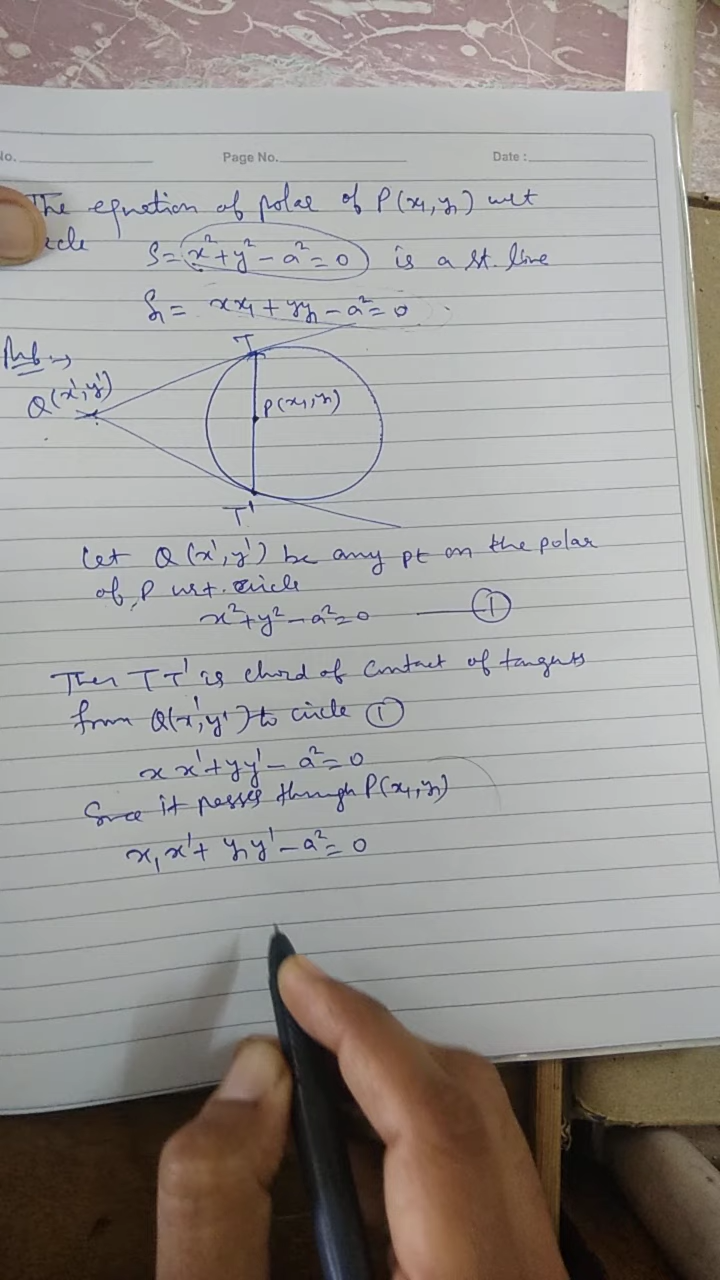 No.
Page No.
Date :
The equation of polar of P(x₁, y₁) wrt
circle S = x² + y² - a² = 0 is a st. line
S₁ = xx₁ + yy₁ - a² = 0
T
Q(x', y')
P(x₁, y₁)
T'
Let Q(x', y') be any pt on the polar
of P wrt. circle
x² + y² - a² = 0 ①
Then TT' is chord of contact of tangents
from Q(x', y') to circle ①
xx' + yy' - a² = 0
Since it passes through P(x₁, y₁)
x₁x' + y₁y' - a² = 0